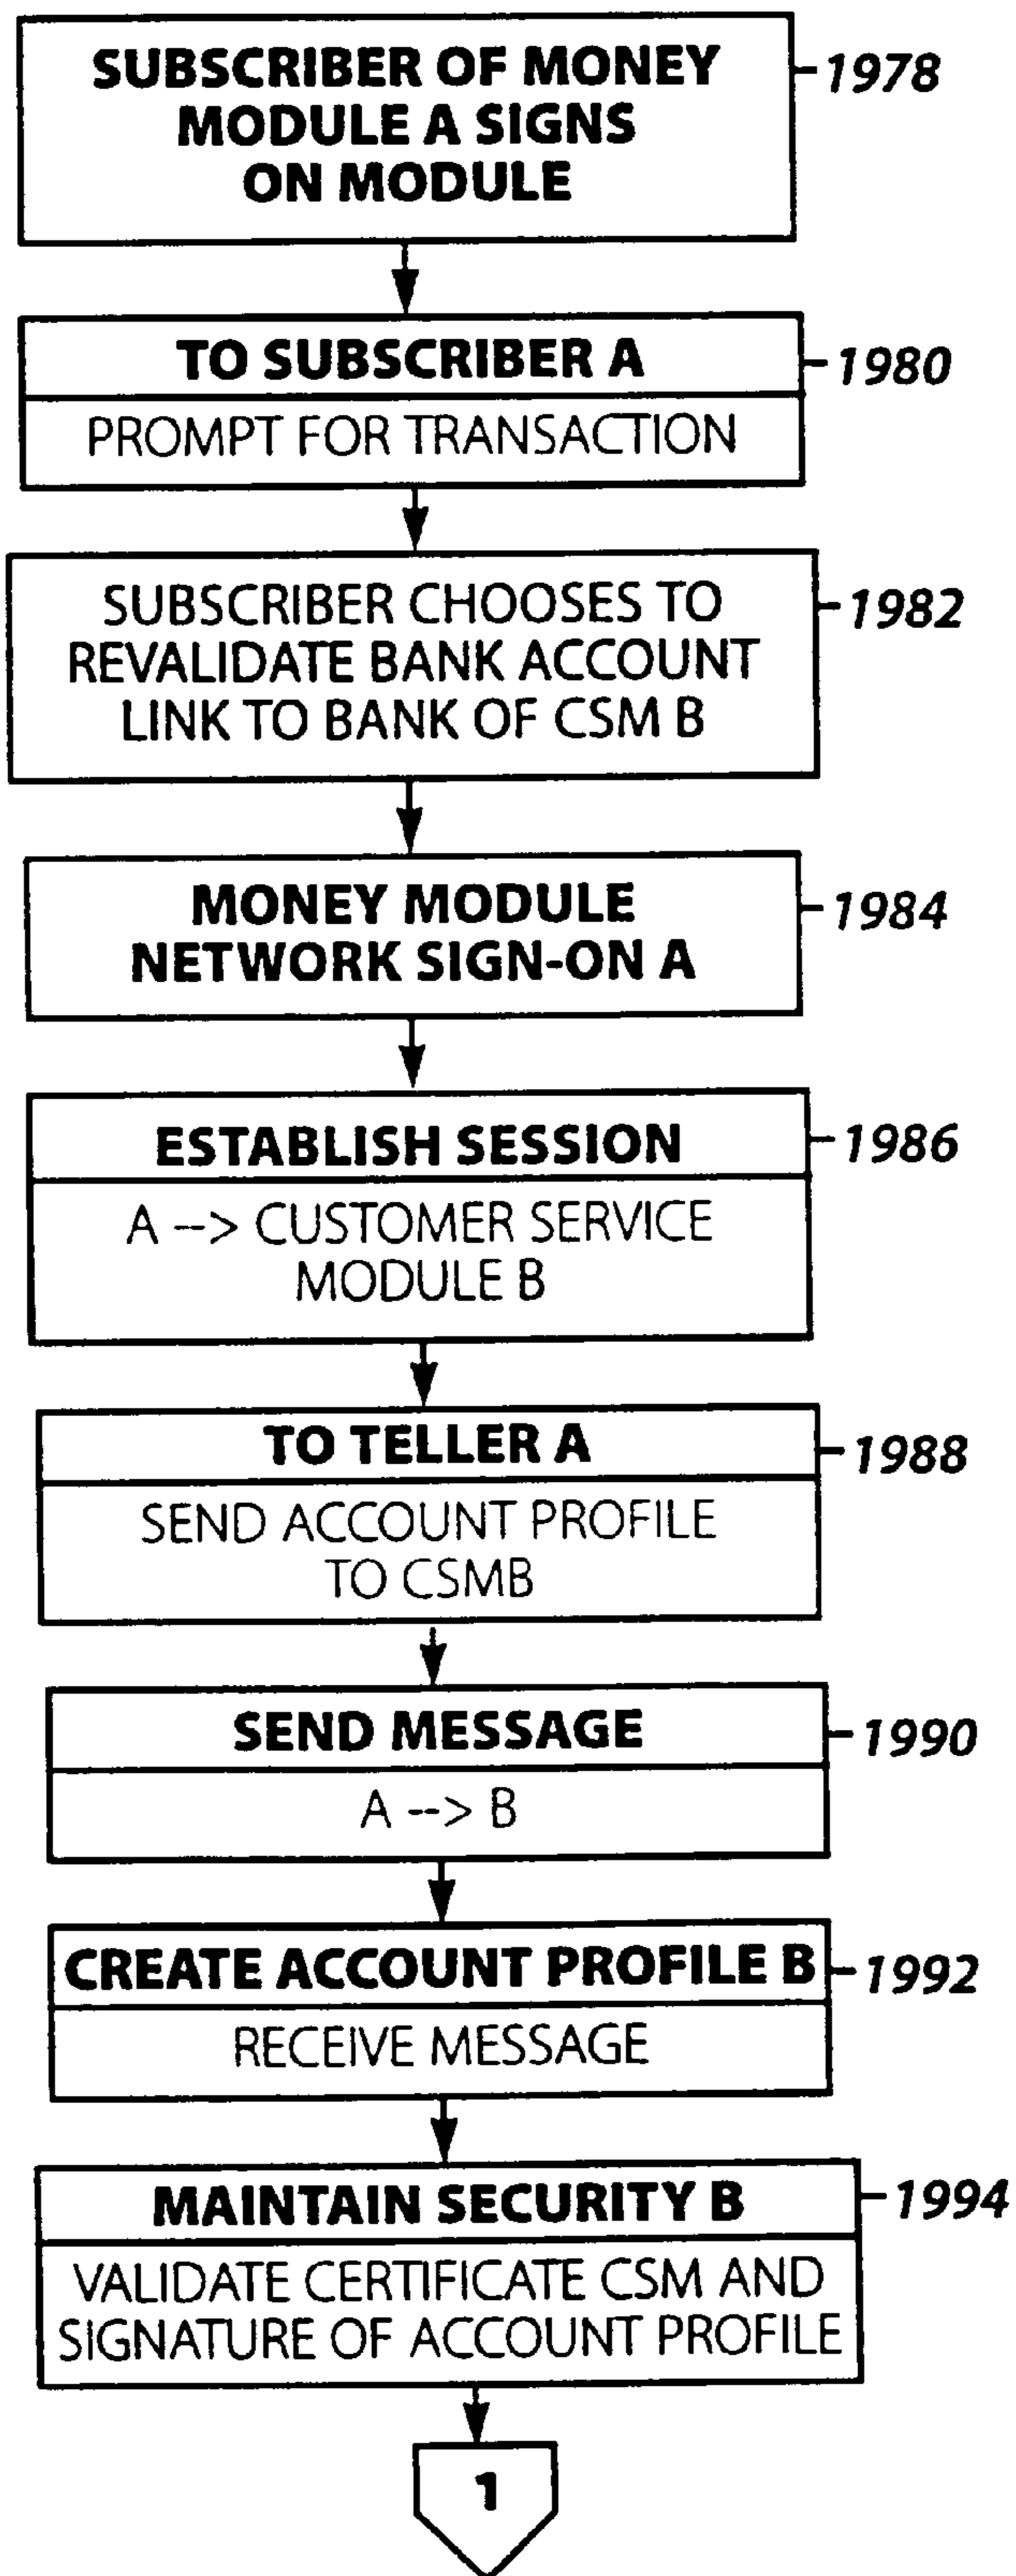 SUBSCRIBER OF MONEY
MODULE A SIGNS
ON MODULE
1978
TO SUBSCRIBER A
1980
PROMPT FOR TRANSACTION
SUBSCRIBER CHOOSES TO
REVALIDATE BANK ACCOUNT
LINK TO BANK OF CSM B
1982
MONEY MODULE
NETWORK SIGN-ON A
1984
ESTABLISH SESSION
1986
A --> CUSTOMER SERVICE
MODULE B
TO TELLER A
1988
SEND ACCOUNT PROFILE
TO CSMB
SEND MESSAGE
1990
A --> B
CREATE ACCOUNT PROFILE B
1992
RECEIVE MESSAGE
MAINTAIN SECURITY B
1994
VALIDATE CERTIFICATE CSM AND
SIGNATURE OF ACCOUNT PROFILE
1